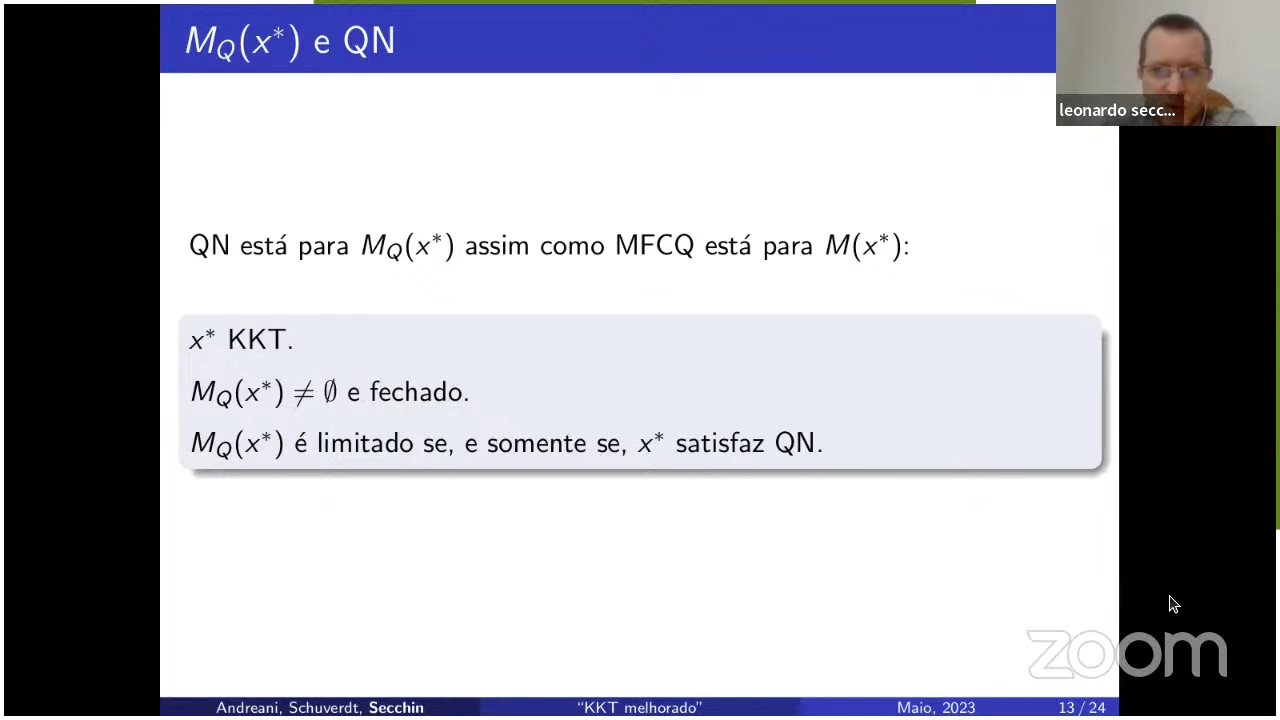 M_Q(x*) e QN
leonardo secc...
QN está para M_Q(x*) assim como MFCQ está para M(x*):
x* KKT.
M_Q(x*) ≠ ∅ e fechado.
M_Q(x*) é limitado se, e somente se, x* satisfaz QN.
zoom
Andreani, Schuverdt, Secchin “KKT melhorado” Maio, 2023 13 / 24